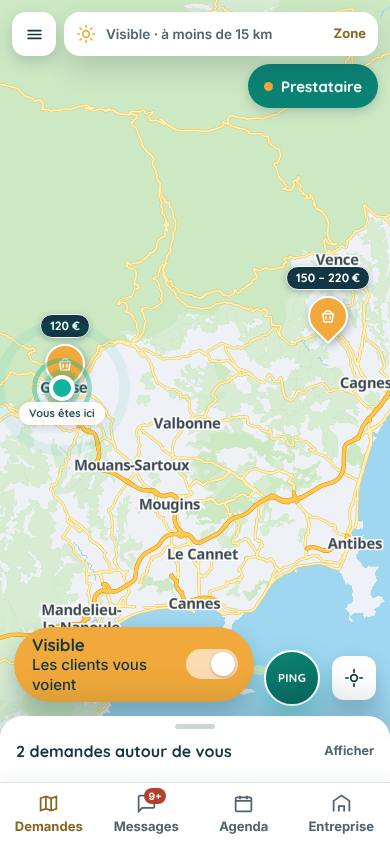 Visible · à moins de 15 km
Zone
Prestataire
Vence
150 – 220 €
120 €
Cagnes
Vous êtes ici
Valbonne
Mouans-Sartoux
Mougins
Antibes
Le Cannet
Cannes
Mandelieu-
la-Napoule
Visible
Les clients vous
voient
PING
2 demandes autour de vous
Afficher
9+
Demandes
Messages
Agenda
Entreprise